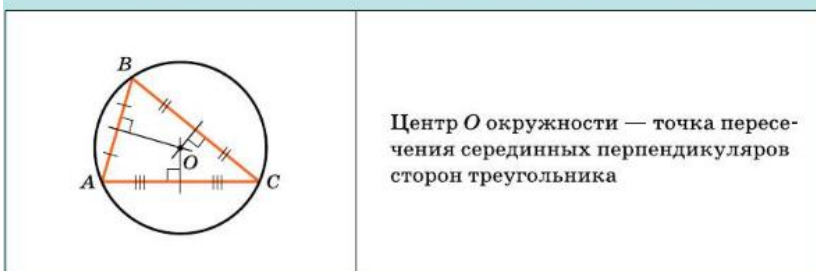 B
O
A
C
Центр O окружности — точка пересе-
чения серединных перпендикуляров
сторон треугольника